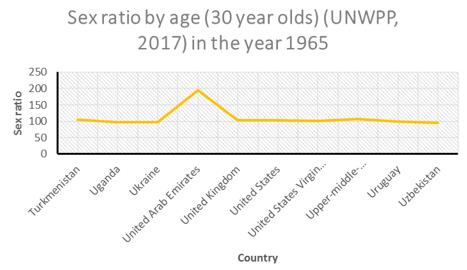 Sex ratio by age (30 year olds) (UNWPP,
2017) in the year 1965
Sex ratio
250
200
150
100
50
0
Turkmenistan
Uganda
Ukraine
United Arab Emirates
United Kingdom
United States
United States Virgin...
Upper-middle-...
Uruguay
Uzbekistan
Country